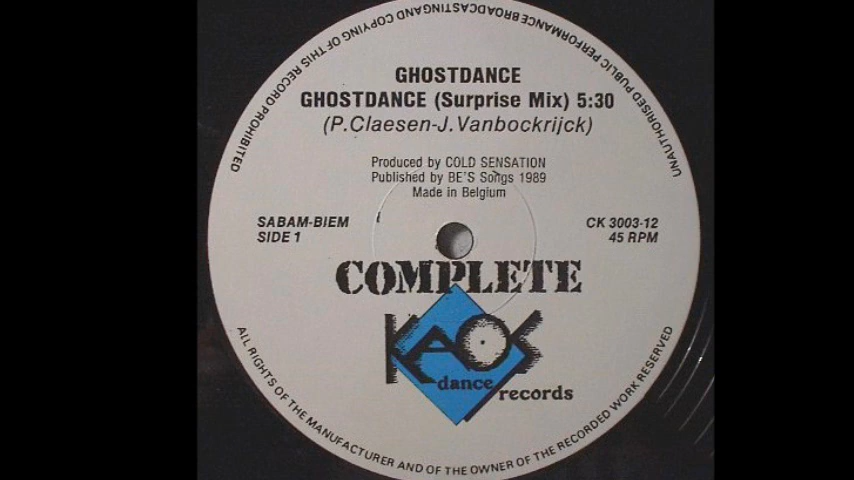 UNAUTHORISED PUBLIC PERFORMANCE BROADCASTING AND COPYING OF THIS RECORD PROHIBITED
GHOSTDANCE
GHOSTDANCE (Surprise Mix) 5:30
(P.Claesen-J.Vanbockrijck)
Produced by COLD SENSATION
Published by BE'S Songs 1989
Made in Belgium
SABAM-BIEM CK 3003-12
SIDE 1 45 RPM
COMPLETE
KAOS
dance
records
ALL RIGHTS OF THE MANUFACTURER AND OF THE OWNER OF THE RECORDED WORK RESERVED